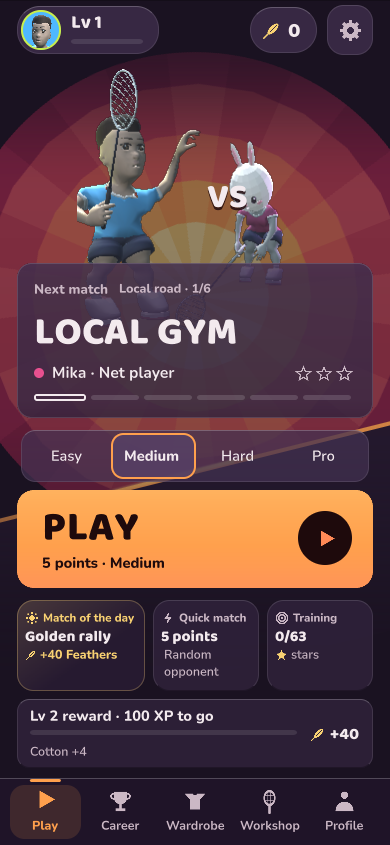 Lv 1
0
VS
Next match Local road · 1/6
LOCAL GYM
Mika · Net player
Easy Medium Hard Pro
PLAY
5 points · Medium
Match of the day
Golden rally
+40 Feathers
Quick match
5 points
Random
opponent
Training
0/63
stars
Lv 2 reward · 100 XP to go
+40
Cotton +4
Play Career Wardrobe Workshop Profile